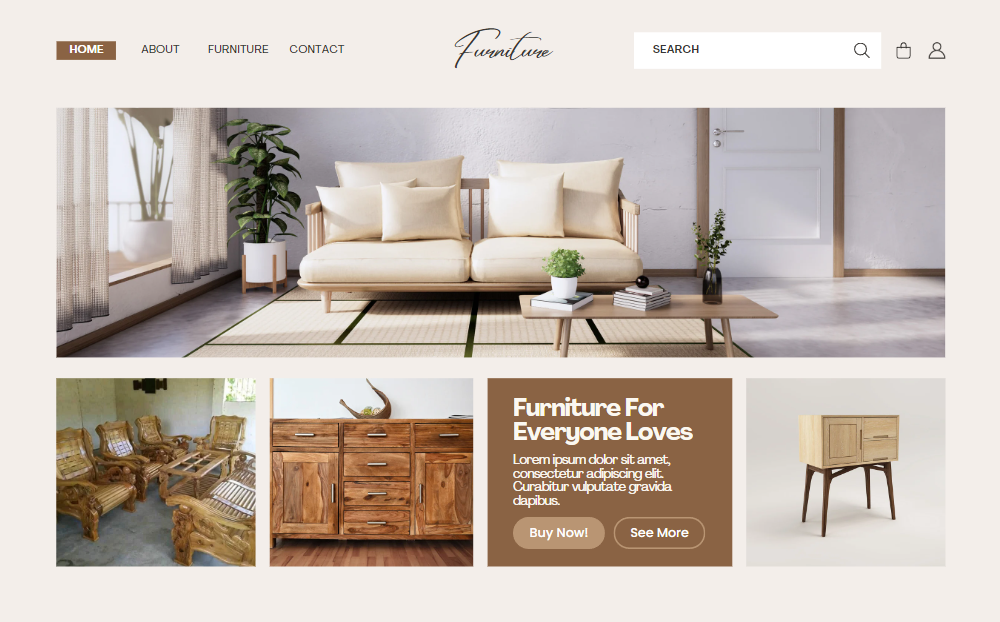 HOME
ABOUT
FURNITURE
CONTACT
Furniture
SEARCH
Furniture For
Everyone Loves
Lorem ipsum dolor sit amet,
consectetur adipiscing elit.
Curabitur vulputate gravida
dapibus.
Buy Now!
See More